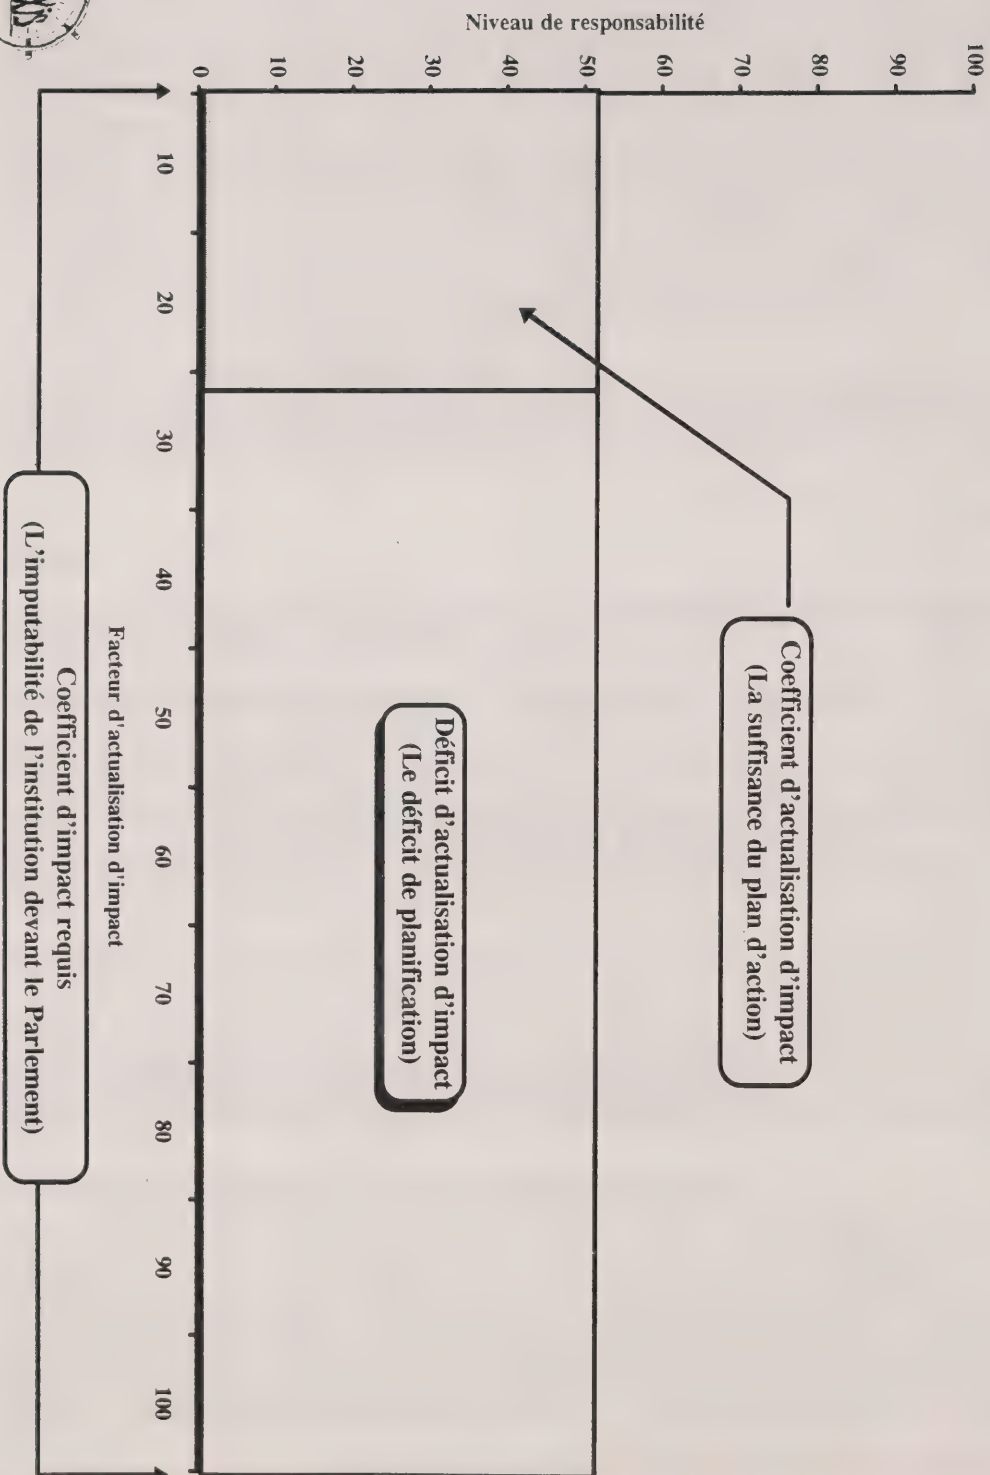 Niveau de responsabilité
100
90
80
70
60
50
40
30
20
10
0
Coefficient d'actualisation d'impact
(La suffisance du plan d'action)
Déficit d'actualisation d'impact
(Le déficit de planification)
10 20 30 40 50 60 70 80 90 100
Facteur d'actualisation d'impact
Coefficient d'impact requis
(L'imputabilité de l'institution devant le Parlement)